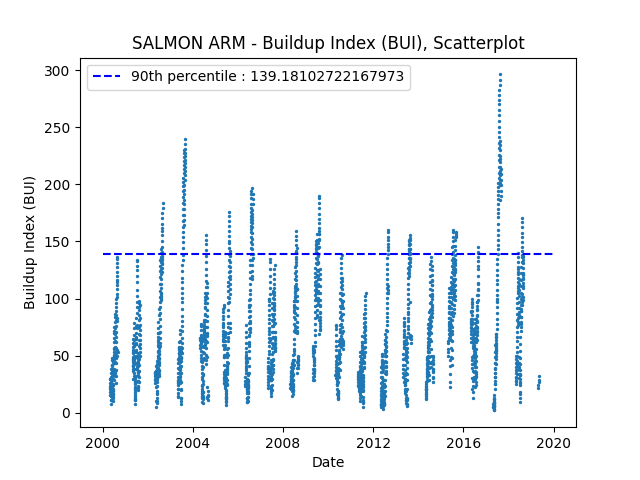 SALMON ARM - Buildup Index (BUI), Scatterplot
90th percentile : 139.18102722167973
300
250
200
150
100
50
0
Buildup Index (BUI)
2000 2004 2008 2012 2016 2020
Date